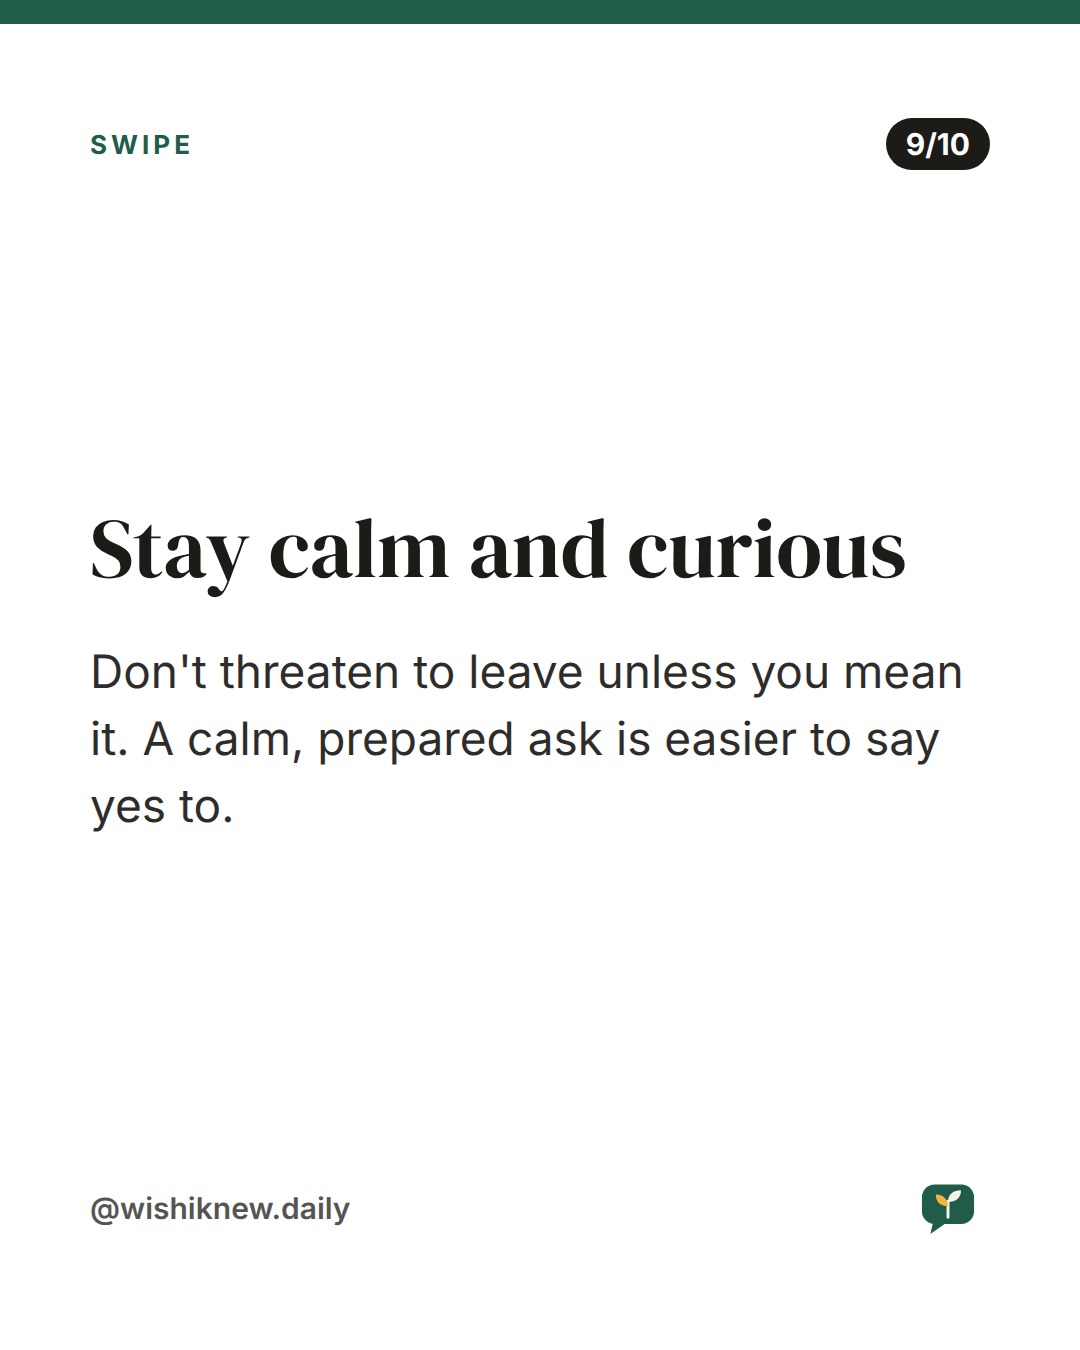 SWIPE
9/10
Stay calm and curious
Don't threaten to leave unless you mean
it. A calm, prepared ask is easier to say
yes to.
@wishiknew.daily